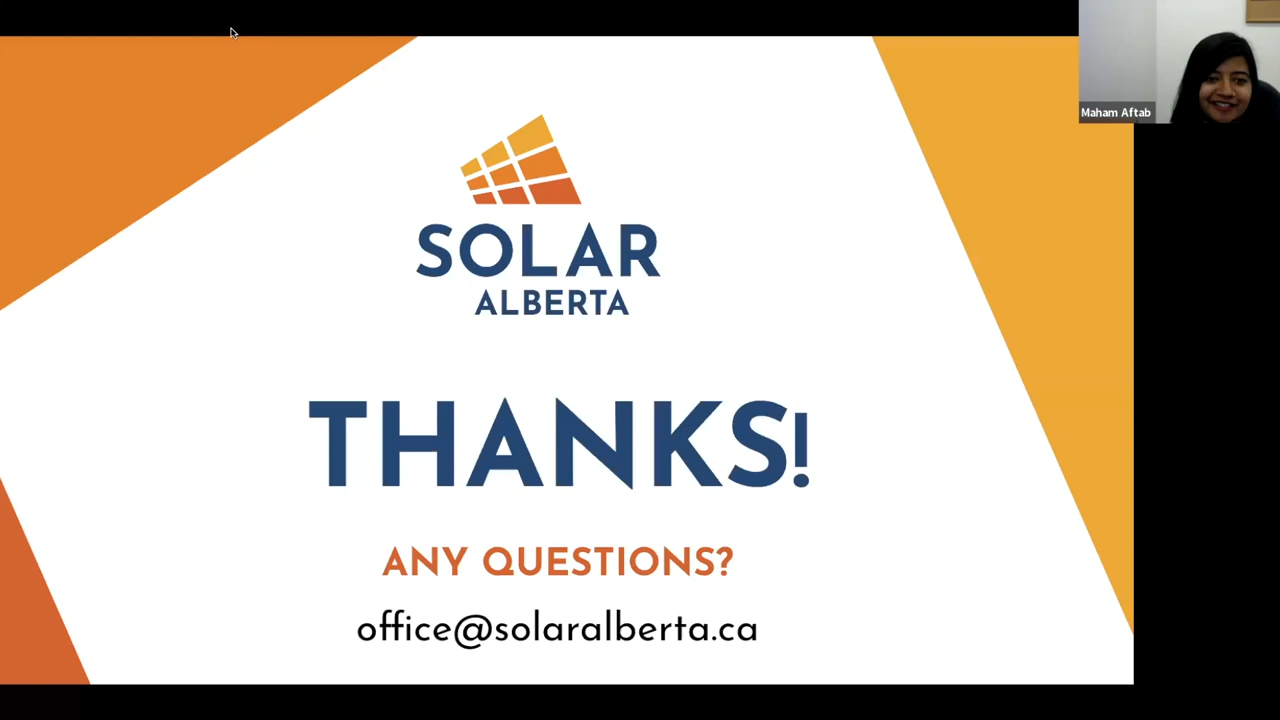 Maham Aftab
SOLAR
ALBERTA
THANKS!
ANY QUESTIONS?
office@solaralberta.ca